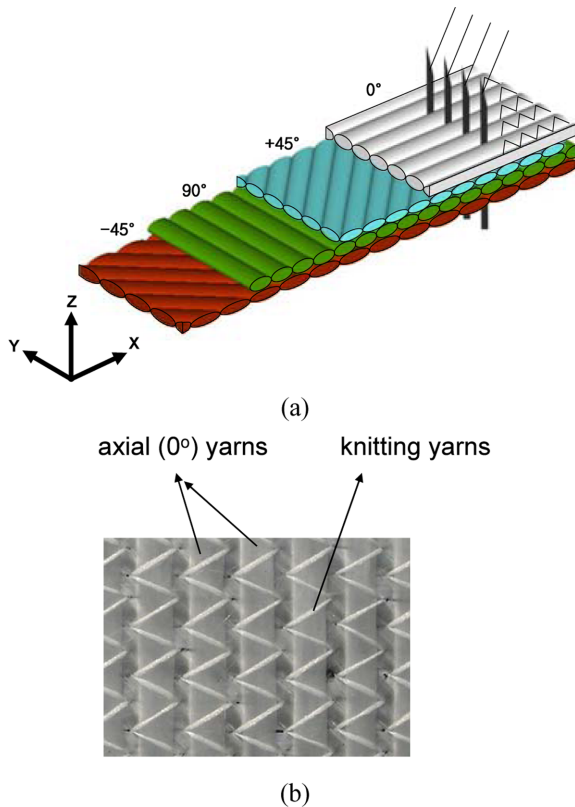 0°
+45°
90°
−45°
Z
Y
X
(a)
axial (0º) yarns
knitting yarns
(b)